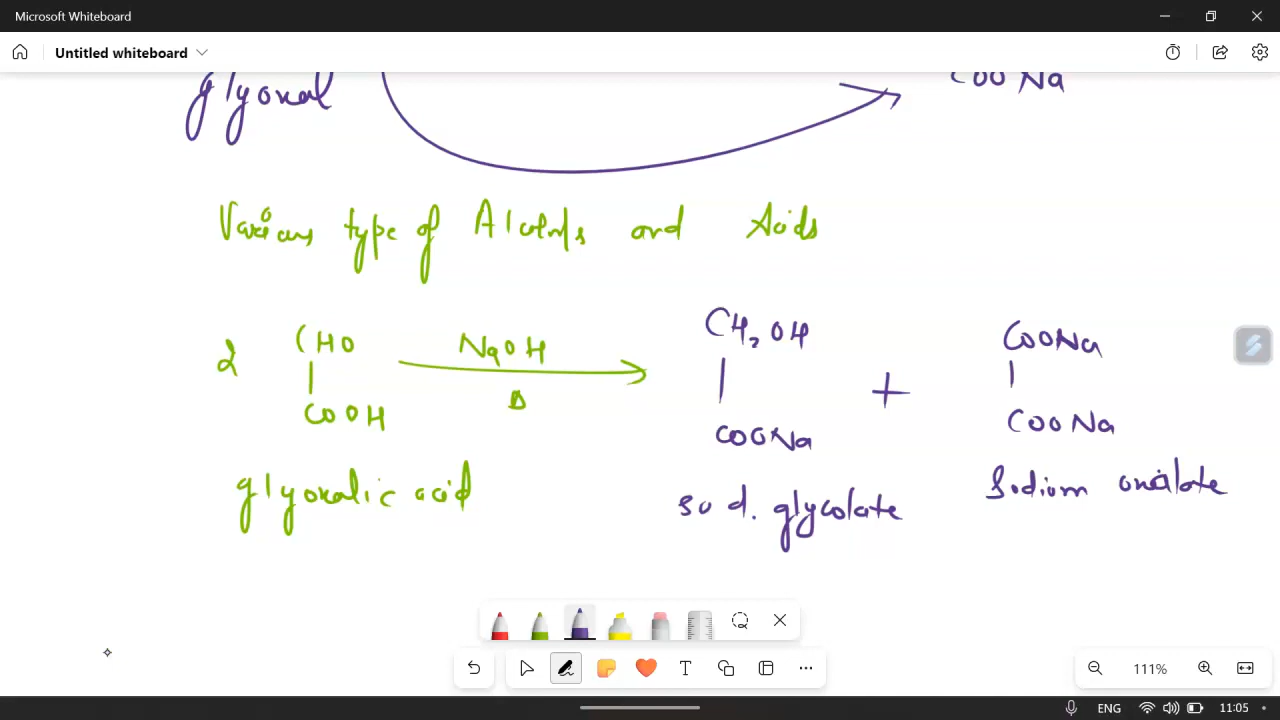 Microsoft Whiteboard
Untitled whiteboard
glyoxal
COONa
Various type of Alcohols and Acids
2 CHO NaOH CH₂OH + COONa
COOH Δ COONa COONa
glyoxalic acid sod. glycolate Sodium oxalate
T
111%
ENG 11:05